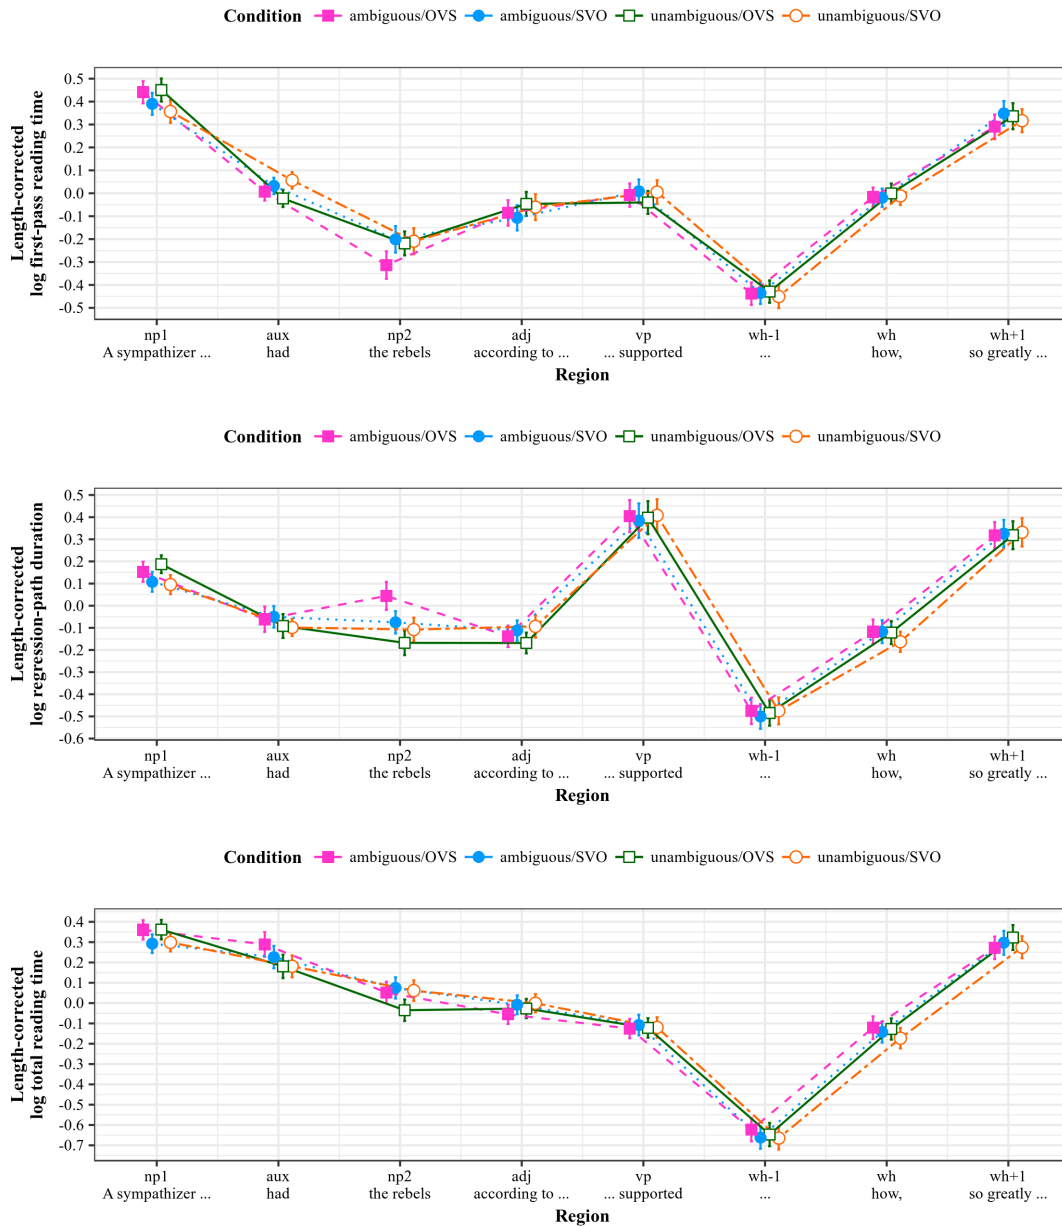 Condition ambiguous/OVS ambiguous/SVO unambiguous/OVS unambiguous/SVO
Length-corrected
log first-pass reading time
0.5
0.4
0.3
0.2
0.1
0.0
-0.1
-0.2
-0.3
-0.4
-0.5
np1 aux np2 adj vp wh-1 wh wh+1
A sympathizer ... had the rebels according to ... ... supported ... how, so greatly ...
Region
Condition ambiguous/OVS ambiguous/SVO unambiguous/OVS unambiguous/SVO
Length-corrected
log regression-path duration
0.5
0.4
0.3
0.2
0.1
0.0
-0.1
-0.2
-0.3
-0.4
-0.5
-0.6
np1 aux np2 adj vp wh-1 wh wh+1
A sympathizer ... had the rebels according to ... ... supported ... how, so greatly ...
Region
Condition ambiguous/OVS ambiguous/SVO unambiguous/OVS unambiguous/SVO
Length-corrected
log total reading time
0.4
0.3
0.2
0.1
0.0
-0.1
-0.2
-0.3
-0.4
-0.5
-0.6
-0.7
np1 aux np2 adj vp wh-1 wh wh+1
A sympathizer ... had the rebels according to ... ... supported ... how, so greatly ...
Region